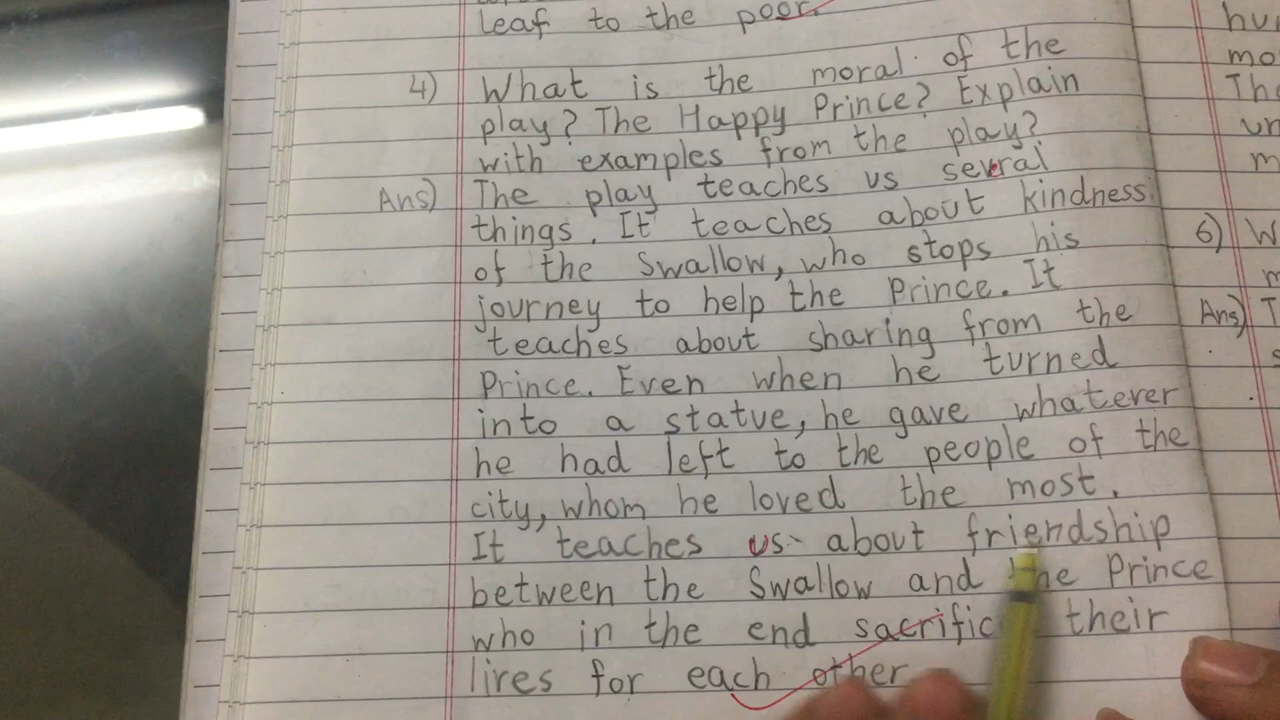 leaf to the poor.
4) What is the moral of the
play? The Happy Prince? Explain
with examples from the play?
Ans) The play teaches us several
things. It teaches about kindness
of the Swallow, who stops his
journey to help the Prince. It
teaches about sharing from the
Prince. Even when he turned
into a statue, he gave whatever
he had left to the people of the
city, whom he loved the most.
It teaches us about friendship
between the Swallow and the Prince
who in the end sacrific their
lives for each other
6) W
Ans) T